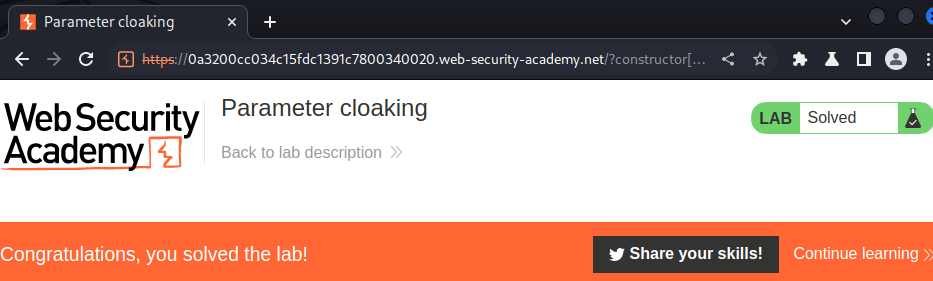 Parameter cloaking
https://0a3200cc034c15fdc1391c7800340020.web-security-academy.net/?constructor[...
Web Security
Academy
Parameter cloaking
Back to lab description
LAB Solved
Congratulations, you solved the lab!
Share your skills!
Continue learning